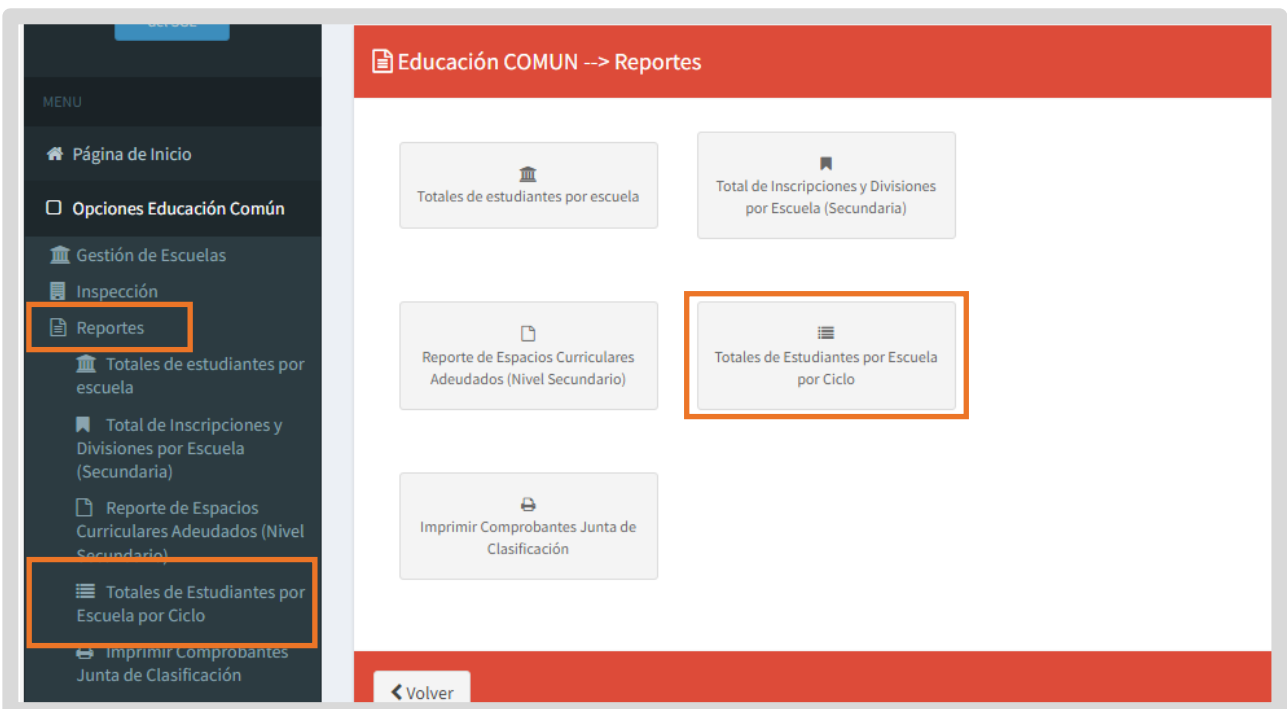 del SGE
MENU
Página de Inicio
Opciones Educación Común
Gestión de Escuelas
Inspección
Reportes
Totales de estudiantes por
escuela
Total de Inscripciones y
Divisiones por Escuela
(Secundaria)
Reporte de Espacios
Curriculares Adeudados (Nivel
Secundario)
Totales de Estudiantes por
Escuela por Ciclo
Imprimir Comprobantes
Junta de Clasificación
Educación COMUN --> Reportes
Totales de estudiantes por escuela
Total de Inscripciones y Divisiones
por Escuela (Secundaria)
Reporte de Espacios Curriculares
Adeudados (Nivel Secundario)
Totales de Estudiantes por Escuela
por Ciclo
Imprimir Comprobantes Junta de
Clasificación
Volver